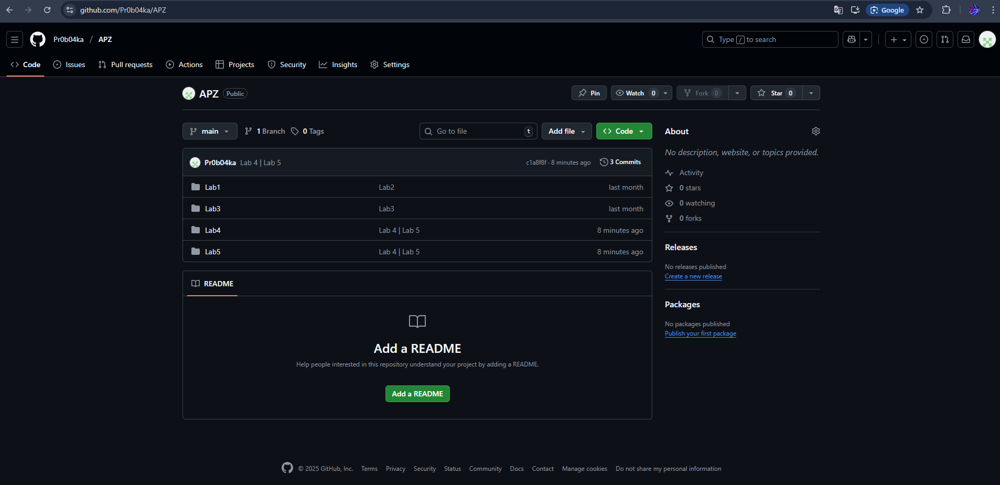 github.com/Pr0b04ka/APZ
Google
Pr0b04ka / APZ
Type / to search
Code Issues Pull requests Actions Projects Security Insights Settings
APZ Public
Pin Watch 0 Fork 0 Star 0
main 1 Branch 0 Tags
Go to file t Add file Code
Pr0b04ka Lab 4 | Lab 5 c1a8f8f · 8 minutes ago 3 Commits
Lab1 Lab2 last month
Lab3 Lab3 last month
Lab4 Lab 4 | Lab 5 8 minutes ago
Lab5 Lab 4 | Lab 5 8 minutes ago
README
Add a README
Help people interested in this repository understand your project by adding a README.
Add a README
About
No description, website, or topics provided.
Activity
0 stars
0 watching
0 forks
Releases
No releases published
Create a new release
Packages
No packages published
Publish your first package
© 2025 GitHub, Inc. Terms Privacy Security Status Community Docs Contact Manage cookies Do not share my personal information